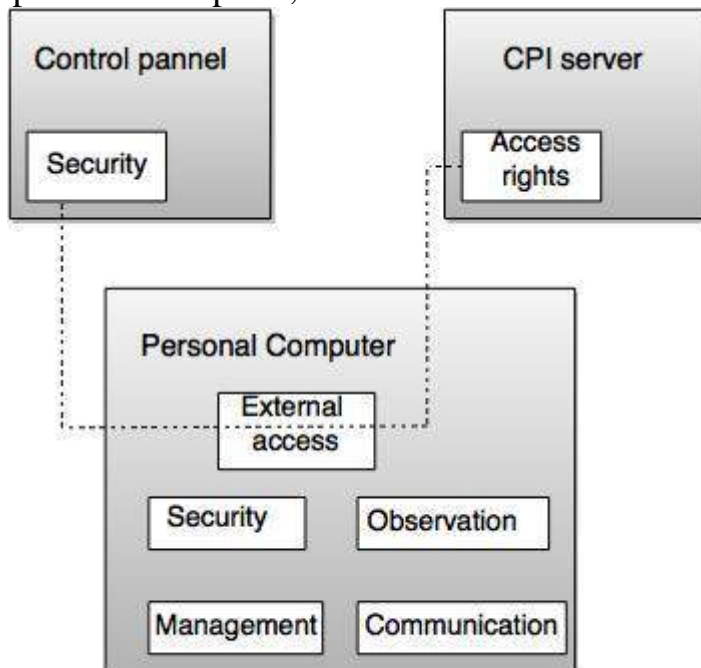 Control pannel
CPI server
Security
Access
rights
Personal Computer
External
access
Security
Observation
Management
Communication